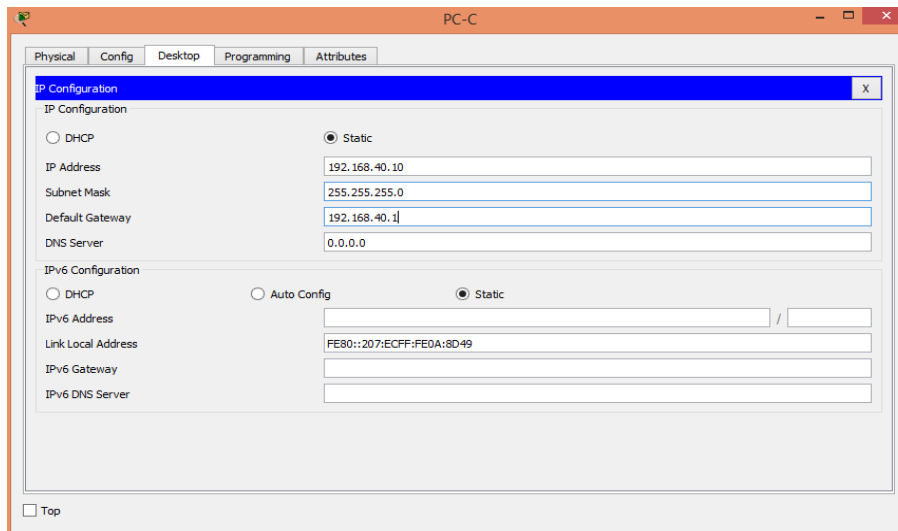 PC-C
Physical Config Desktop Programming Attributes
IP Configuration X
IP Configuration
DHCP Static
IP Address 192.168.40.10
Subnet Mask 255.255.255.0
Default Gateway 192.168.40.1
DNS Server 0.0.0.0
IPv6 Configuration
DHCP Auto Config Static
IPv6 Address /
Link Local Address FE80::207:ECFF:FE0A:8D49
IPv6 Gateway
IPv6 DNS Server
Top